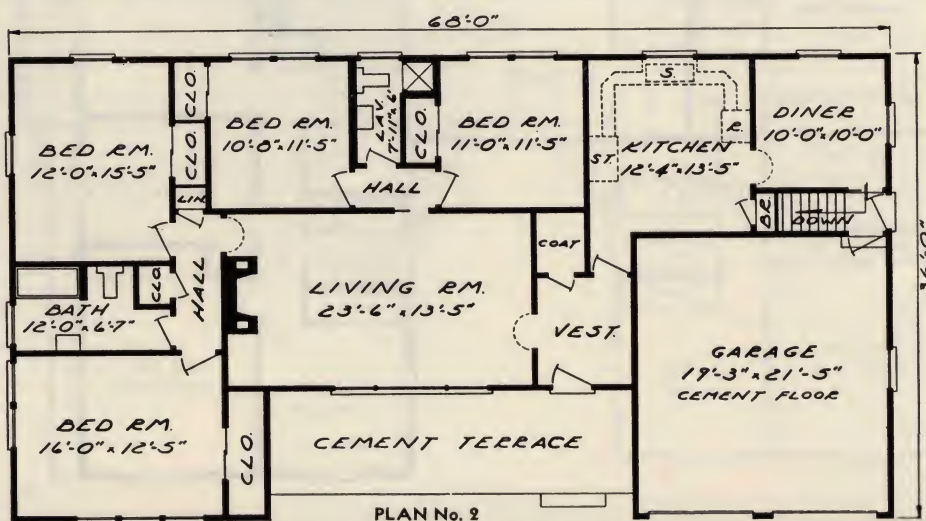 68'-0"
CLO.
BED RM.
12'-0" x 15'-5"
CLO.
LIN.
BED RM.
10'-8" x 11'-5"
LAV.
7'-11" x 6'
CLO.
BED RM.
11'-0" x 11'-5"
HALL
S.
R.
ST.
KITCHEN
12'-4" x 13'-5"
DINER
10'-0" x 10'-0"
BR.
DOWN
COAT
LIVING RM.
23'-6" x 13'-5"
VEST.
HALL
CLO.
BATH
12'-0" x 6'-7"
GARAGE
19'-3" x 21'-5"
CEMENT FLOOR
BED RM.
16'-0" x 12'-5"
CLO.
CEMENT TERRACE
PLAN No. 2